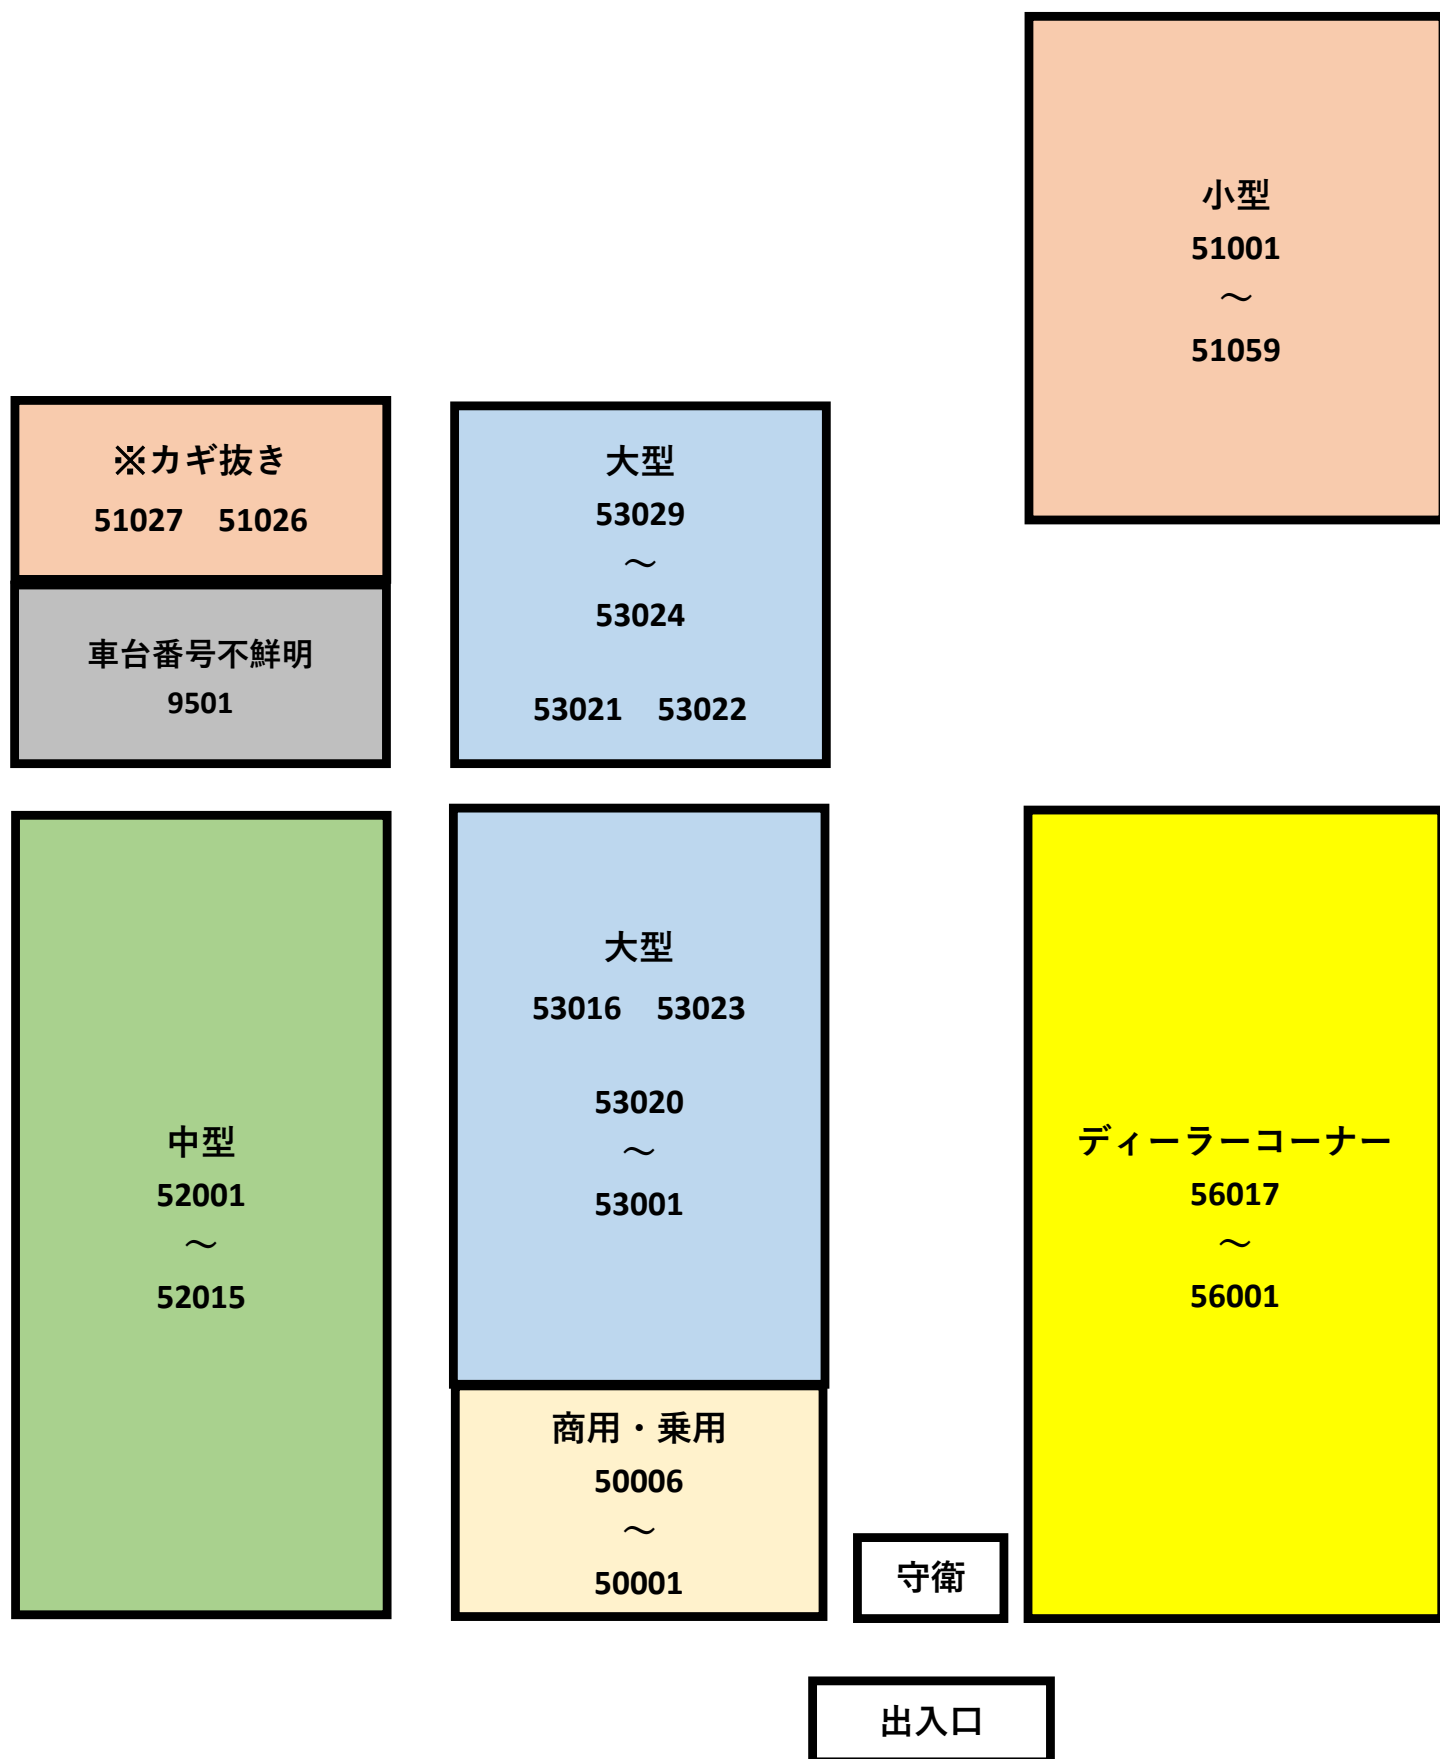 小型
51001
～
51059
※カギ抜き
51027 51026
車台番号不鮮明
9501
大型
53029
～
53024
53021 53022
中型
52001
～
52015
大型
53016 53023
53020
～
53001
商用・乗用
50006
～
50001
ディーラーコーナー
56017
～
56001
守衛
出入口